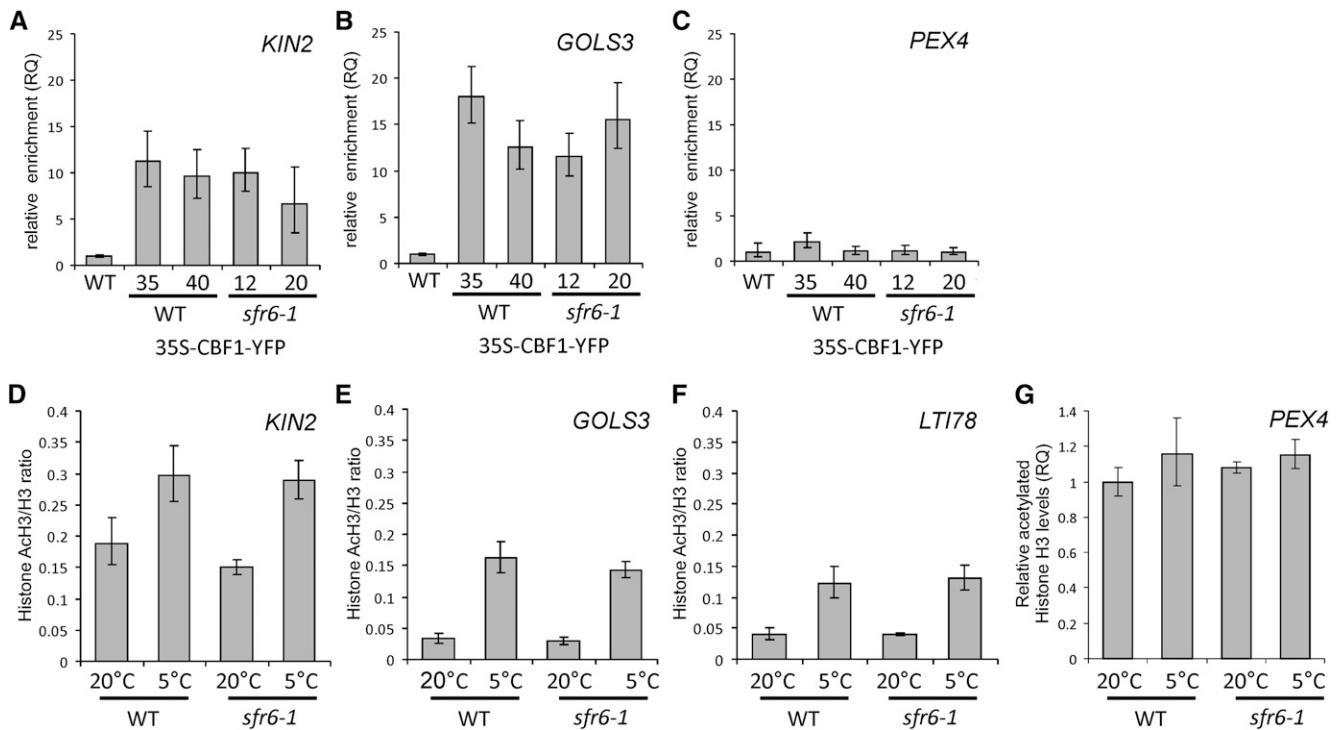 A
KIN2
relative enrichment (RQ)
25
20
15
10
5
0
WT 35 40 12 20
WT sfr6-1
35S-CBF1-YFP
B
GOLS3
relative enrichment (RQ)
25
20
15
10
5
0
WT 35 40 12 20
WT sfr6-1
35S-CBF1-YFP
C
PEX4
relative enrichment (RQ)
25
20
15
10
5
0
WT 35 40 12 20
WT sfr6-1
35S-CBF1-YFP
D
KIN2
Histone AcH3/H3 ratio
0.4
0.35
0.3
0.25
0.2
0.15
0.1
0.05
0
20°C 5°C 20°C 5°C
WT sfr6-1
E
GOLS3
Histone AcH3/H3 ratio
0.4
0.35
0.3
0.25
0.2
0.15
0.1
0.05
0
20°C 5°C 20°C 5°C
WT sfr6-1
F
LTI78
Histone AcH3/H3 ratio
0.4
0.35
0.3
0.25
0.2
0.15
0.1
0.05
0
20°C 5°C 20°C 5°C
WT sfr6-1
G
PEX4
Relative acetylated
Histone H3 levels (RQ)
1.4
1.2
1
0.8
0.6
0.4
0.2
0
20°C 5°C 20°C 5°C
WT sfr6-1